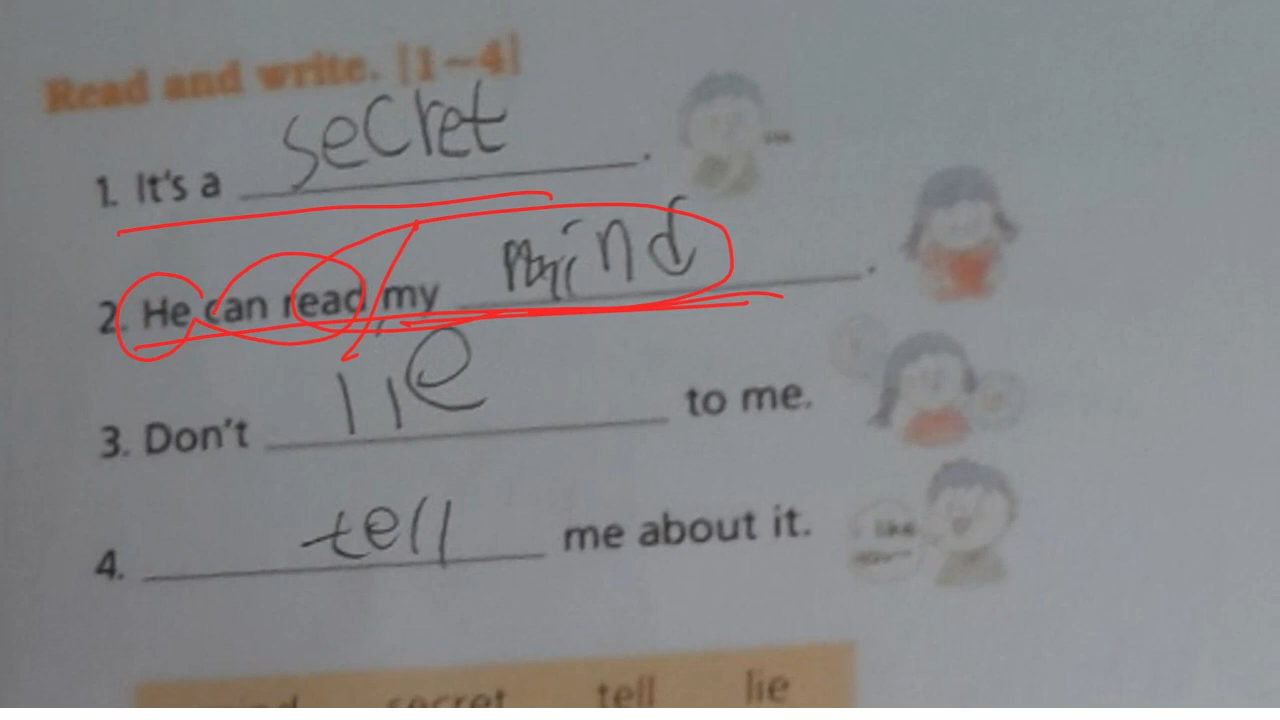 Read and write. [1~4]
1. It's a secret.
2. He can read my mind.
3. Don't lie to me.
4. tell me about it.
secret tell lie